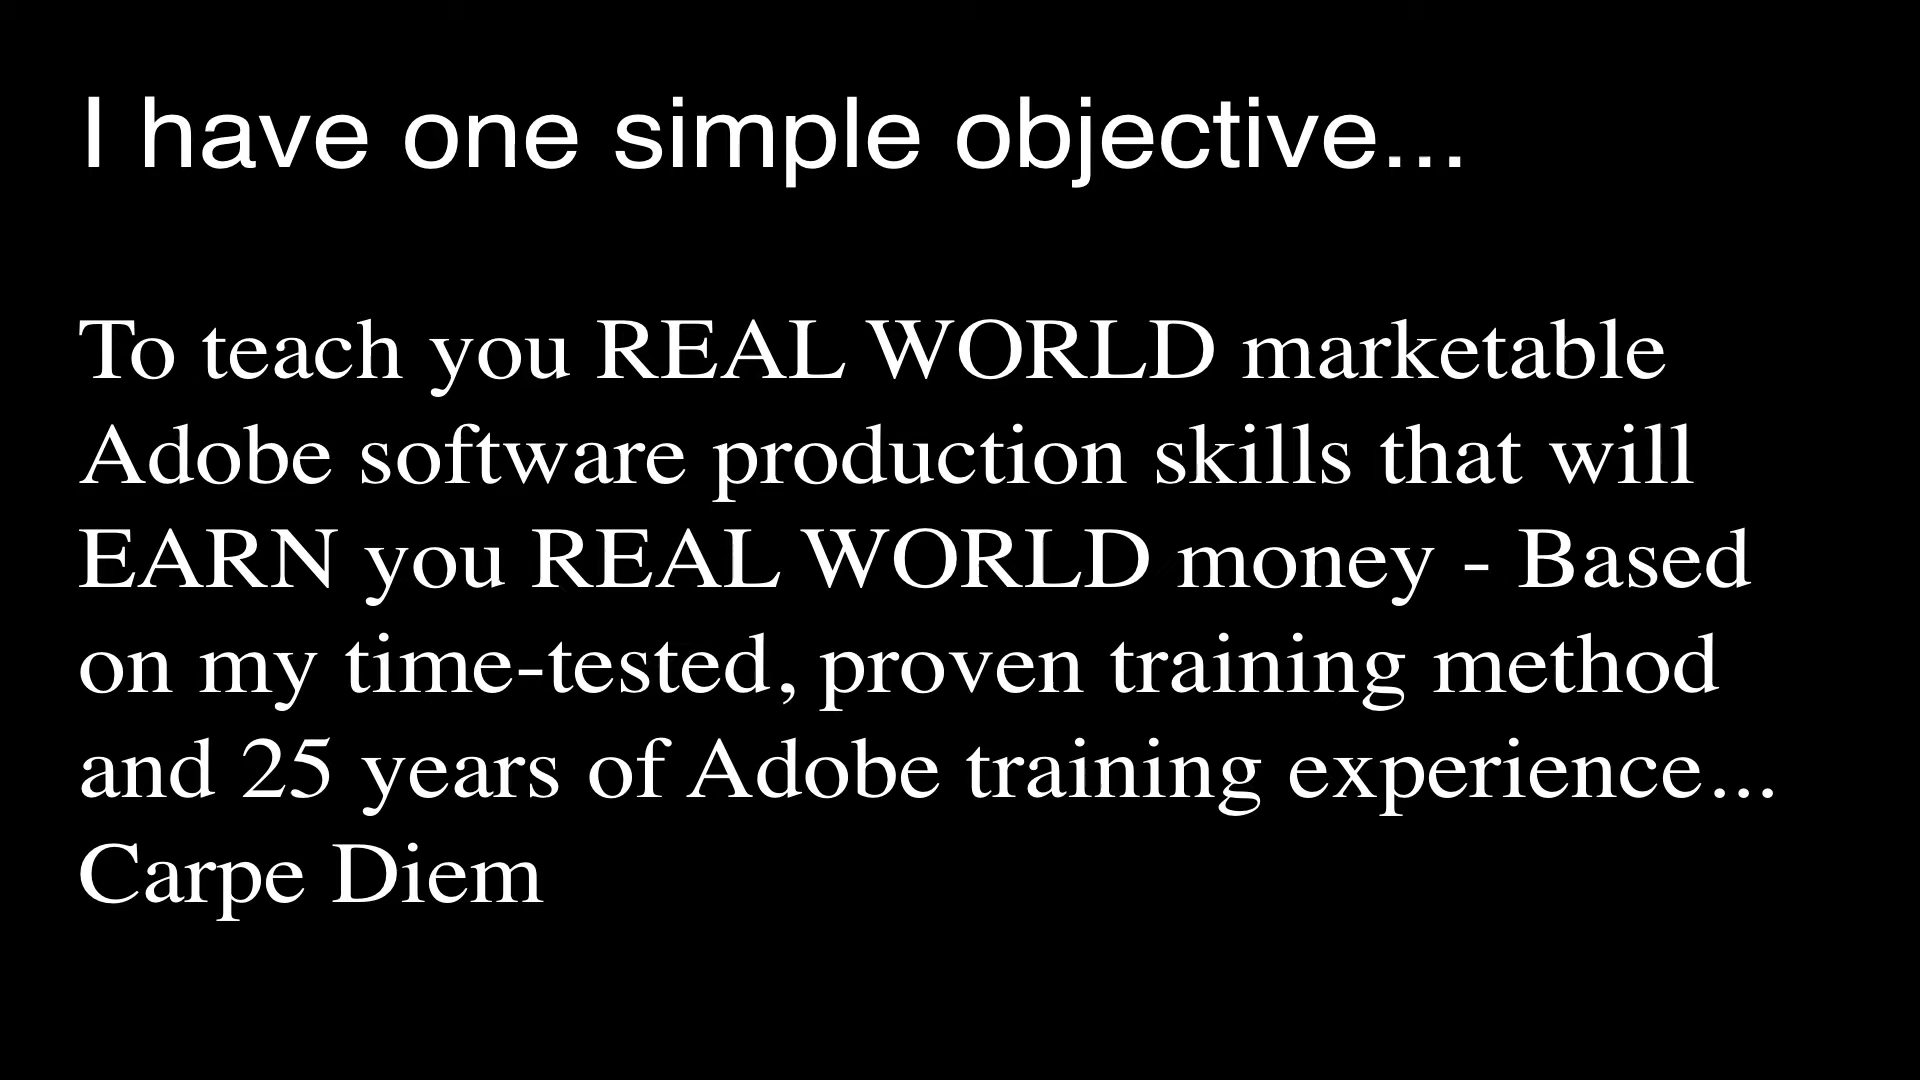 I have one simple objective...
To teach you REAL WORLD marketable
Adobe software production skills that will
EARN you REAL WORLD money - Based
on my time-tested, proven training method
and 25 years of Adobe training experience...
Carpe Diem